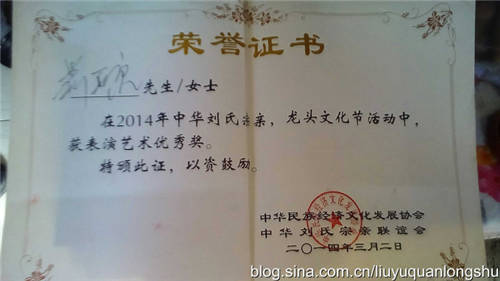 荣誉证书
先生/女士
在2014年中华刘氏宗亲,龙头文化节活动中,
获表演艺术优秀奖。
特颁此证,以资鼓励。
中华民族经济文化发展协会
中华刘氏宗亲联谊会
二〇一四年三月二日
blog.sina.com.cn/liuyuquanlongshu